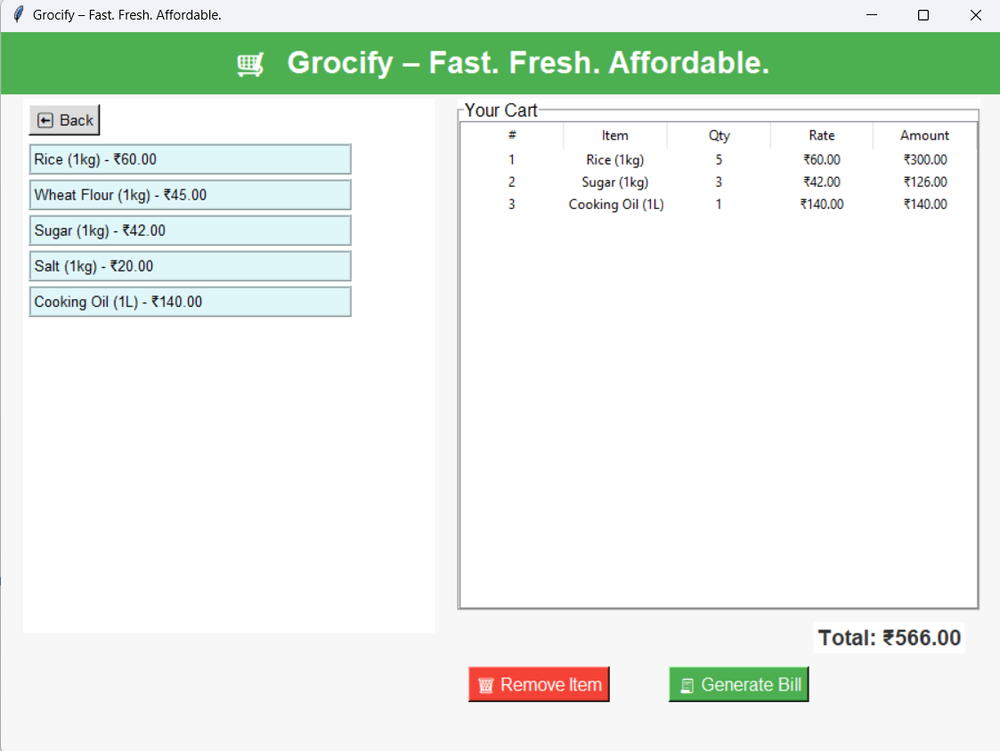 Grocify – Fast. Fresh. Affordable.
Grocify – Fast. Fresh. Affordable.
Back
Rice (1kg) - ₹60.00
Wheat Flour (1kg) - ₹45.00
Sugar (1kg) - ₹42.00
Salt (1kg) - ₹20.00
Cooking Oil (1L) - ₹140.00
Your Cart
# Item Qty Rate Amount
1 Rice (1kg) 5 ₹60.00 ₹300.00
2 Sugar (1kg) 3 ₹42.00 ₹126.00
3 Cooking Oil (1L) 1 ₹140.00 ₹140.00
Total: ₹566.00
Remove Item
Generate Bill